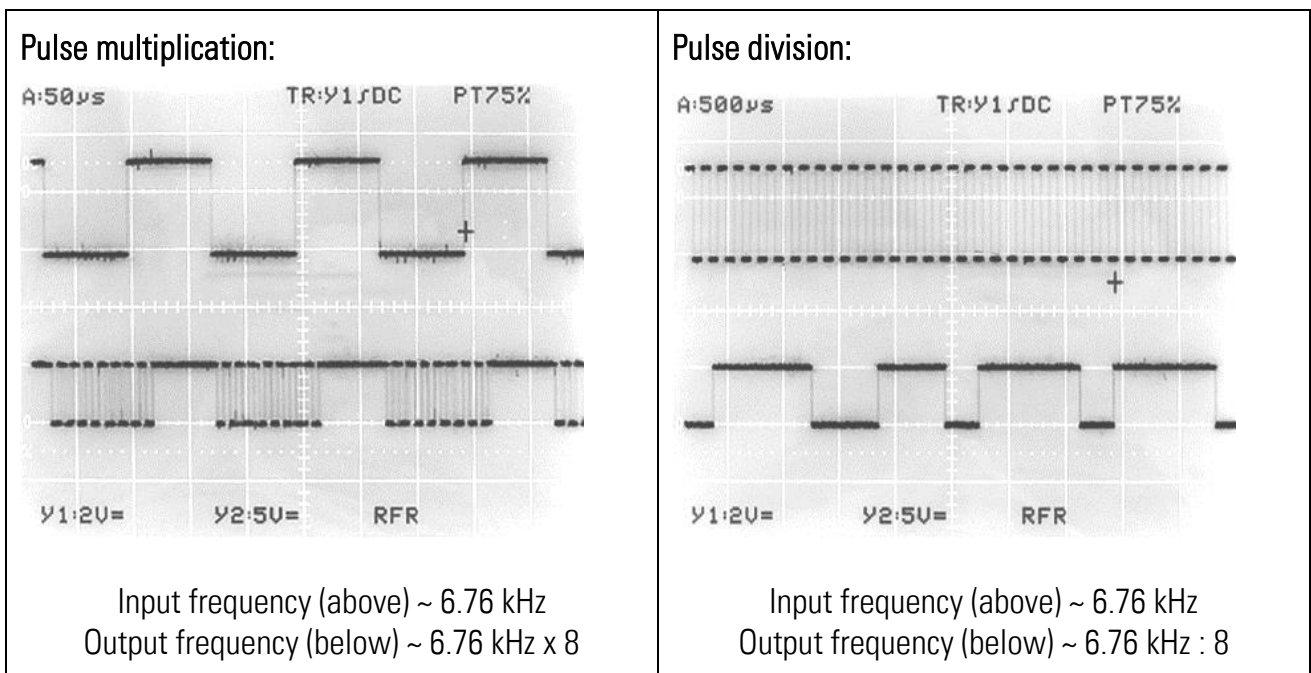 Pulse multiplication:
A:50µs TR:Y1∫DC PT75%
Y1:2V= Y2:5V= RFR
Input frequency (above) ~ 6.76 kHz
Output frequency (below) ~ 6.76 kHz x 8
Pulse division:
A:500µs TR:Y1∫DC PT75%
Y1:2V= Y2:5V= RFR
Input frequency (above) ~ 6.76 kHz
Output frequency (below) ~ 6.76 kHz : 8